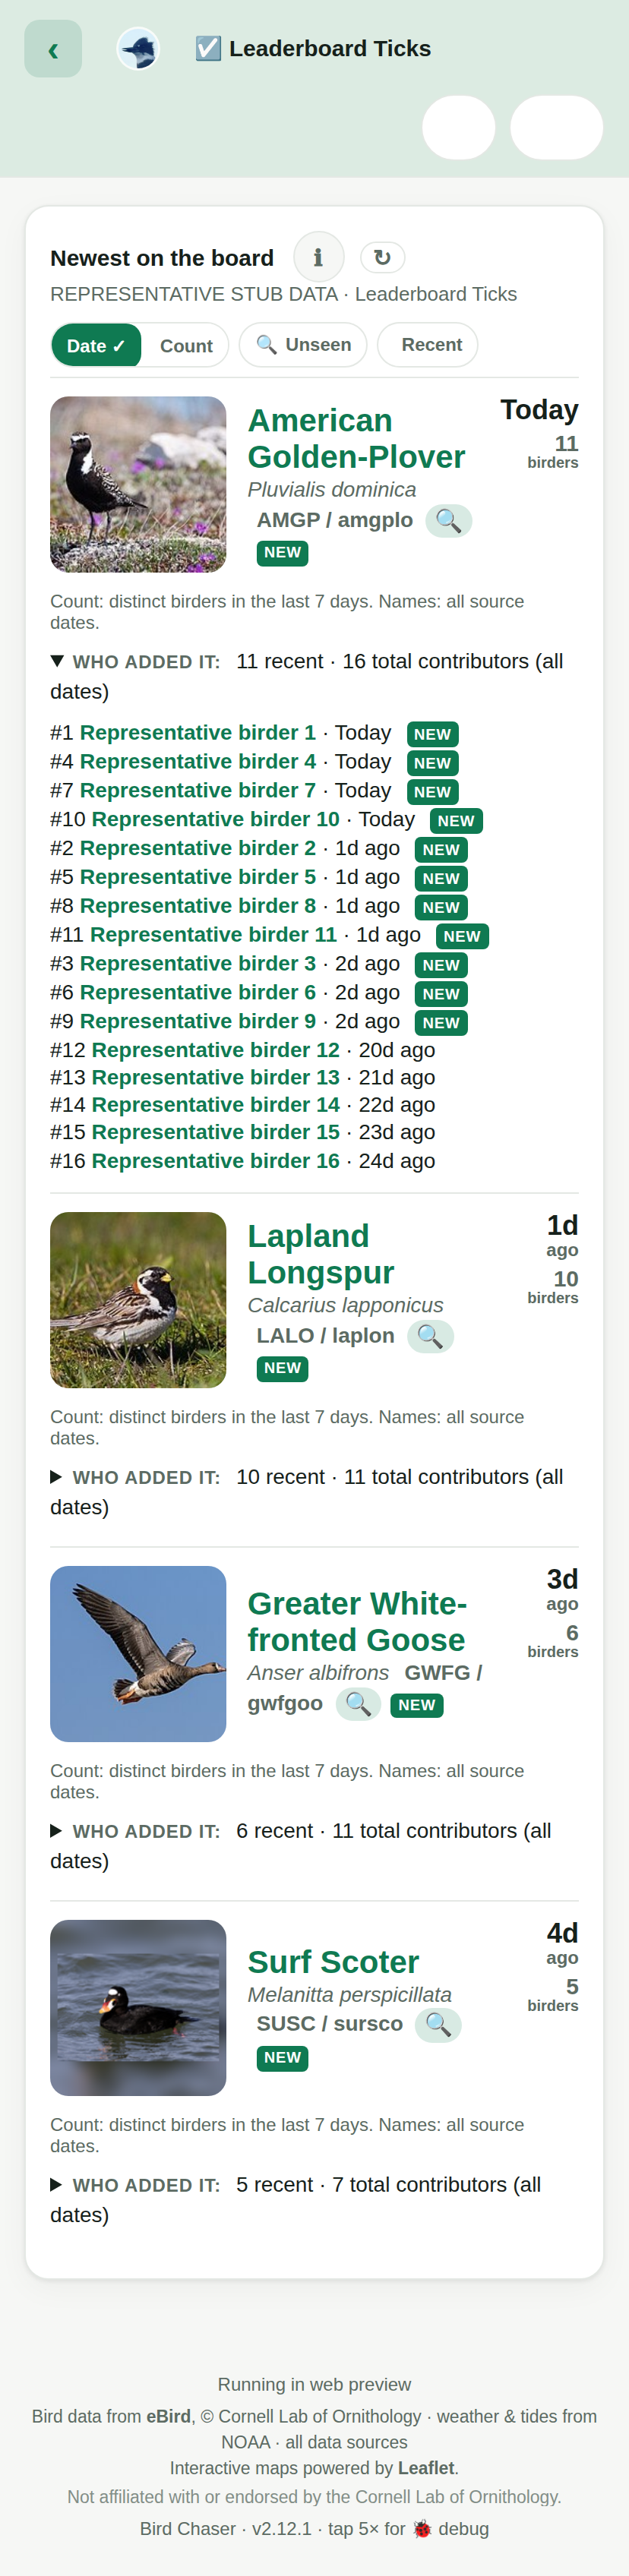 ‹ ☑ Leaderboard Ticks
Newest on the board ℹ ↻
REPRESENTATIVE STUB DATA · Leaderboard Ticks
Date ✓ Count 🔍 Unseen Recent
American
Golden-Plover
Pluvialis dominica
AMGP / amgplo 🔍
NEW
Today
11
birders
Count: distinct birders in the last 7 days. Names: all source
dates.
▼ WHO ADDED IT: 11 recent · 16 total contributors (all
dates)
#1 Representative birder 1 · Today NEW
#4 Representative birder 4 · Today NEW
#7 Representative birder 7 · Today NEW
#10 Representative birder 10 · Today NEW
#2 Representative birder 2 · 1d ago NEW
#5 Representative birder 5 · 1d ago NEW
#8 Representative birder 8 · 1d ago NEW
#11 Representative birder 11 · 1d ago NEW
#3 Representative birder 3 · 2d ago NEW
#6 Representative birder 6 · 2d ago NEW
#9 Representative birder 9 · 2d ago NEW
#12 Representative birder 12 · 20d ago
#13 Representative birder 13 · 21d ago
#14 Representative birder 14 · 22d ago
#15 Representative birder 15 · 23d ago
#16 Representative birder 16 · 24d ago
Lapland
Longspur
Calcarius lapponicus
LALO / laplon 🔍
NEW
1d
ago
10
birders
Count: distinct birders in the last 7 days. Names: all source
dates.
▶ WHO ADDED IT: 10 recent · 11 total contributors (all
dates)
Greater White-
fronted Goose
Anser albifrons GWFG /
gwfgoo 🔍 NEW
3d
ago
6
birders
Count: distinct birders in the last 7 days. Names: all source
dates.
▶ WHO ADDED IT: 6 recent · 11 total contributors (all
dates)
Surf Scoter
Melanitta perspicillata
SUSC / sursco 🔍
NEW
4d
ago
5
birders
Count: distinct birders in the last 7 days. Names: all source
dates.
▶ WHO ADDED IT: 5 recent · 7 total contributors (all
dates)
Running in web preview
Bird data from eBird, © Cornell Lab of Ornithology · weather & tides from
NOAA · all data sources
Interactive maps powered by Leaflet.
Not affiliated with or endorsed by the Cornell Lab of Ornithology.
Bird Chaser · v2.12.1 · tap 5× for 🐞 debug